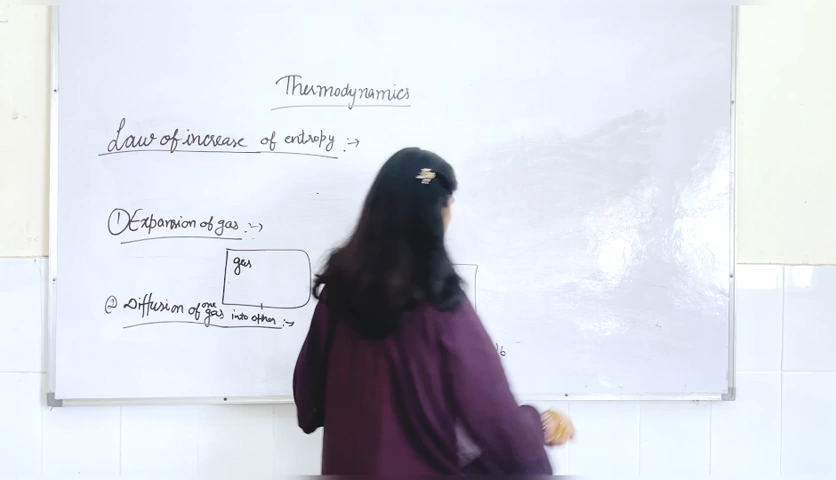 Thermodynamics
Law of increase of entropy :→
① Expansion of gas :→
gas
② Diffusion of one gas into other :→